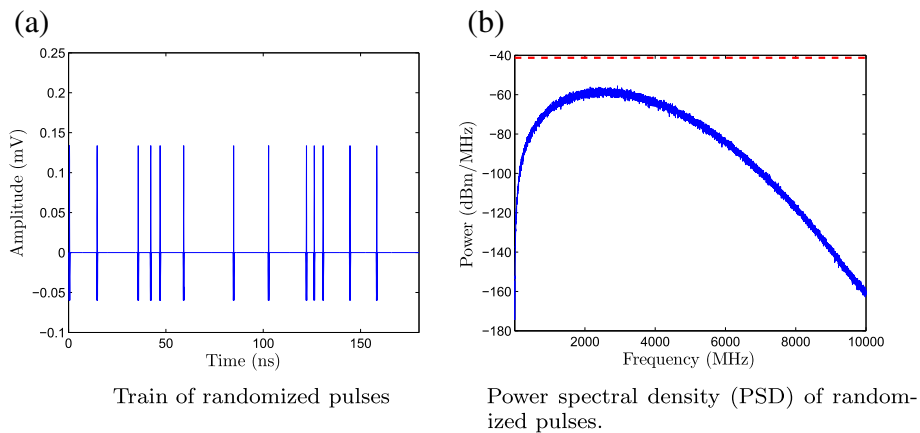 (a)
0.25
0.2
0.15
0.1
0.05
0
−0.05
−0.1
Amplitude (mV)
0 50 100 150
Time (ns)
Train of randomized pulses
(b)
−40
−60
−80
−100
−120
−140
−160
−180
Power (dBm/MHz)
2000 4000 6000 8000 10000
Frequency (MHz)
Power spectral density (PSD) of random-
ized pulses.